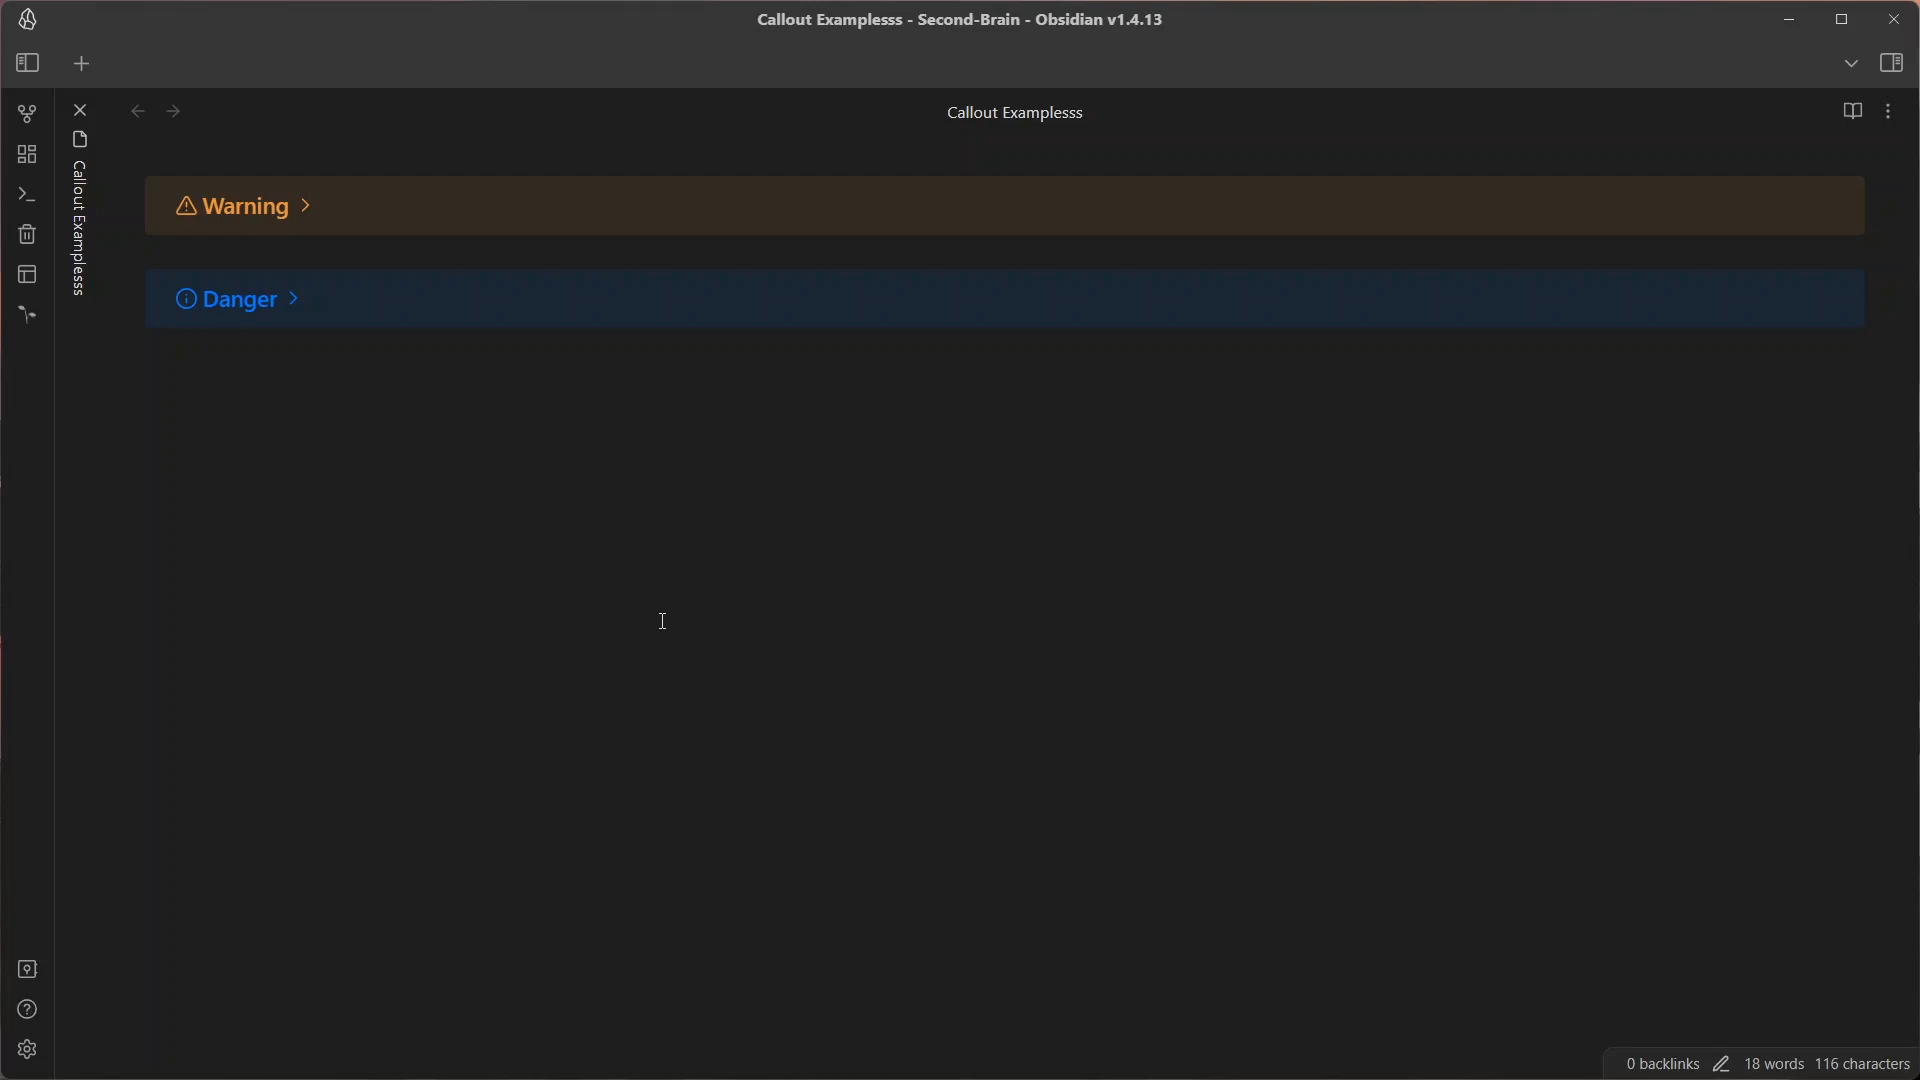 Callout Examplesss - Second-Brain - Obsidian v1.4.13
Callout Examplesss
Callout Examplesss
Warning
Danger
0 backlinks 18 words 116 characters